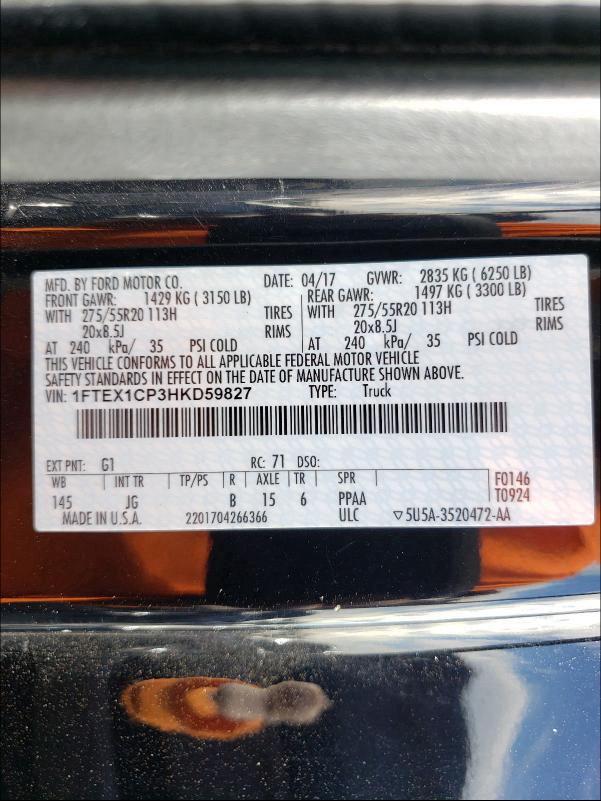 MFD. BY FORD MOTOR CO. DATE: 04/17 GVWR: 2835 KG ( 6250 LB)
FRONT GAWR: 1429 KG ( 3150 LB) REAR GAWR: 1497 KG ( 3300 LB)
WITH 275/55R20 113H TIRES WITH 275/55R20 113H TIRES
20x8.5J RIMS 20x8.5J RIMS
AT 240 kPa/ 35 PSI COLD AT 240 kPa/ 35 PSI COLD
THIS VEHICLE CONFORMS TO ALL APPLICABLE FEDERAL MOTOR VEHICLE
SAFETY STANDARDS IN EFFECT ON THE DATE OF MANUFACTURE SHOWN ABOVE.
VIN: 1FTEX1CP3HKD59827 TYPE: Truck
EXT PNT: G1 RC: 71 DSO:
WB INT TR TP/PS R AXLE TR SPR F0146
145 JG B 15 6 PPAA T0924
MADE IN U.S.A. 2201704266366 ULC ▽5U5A-3520472-AA